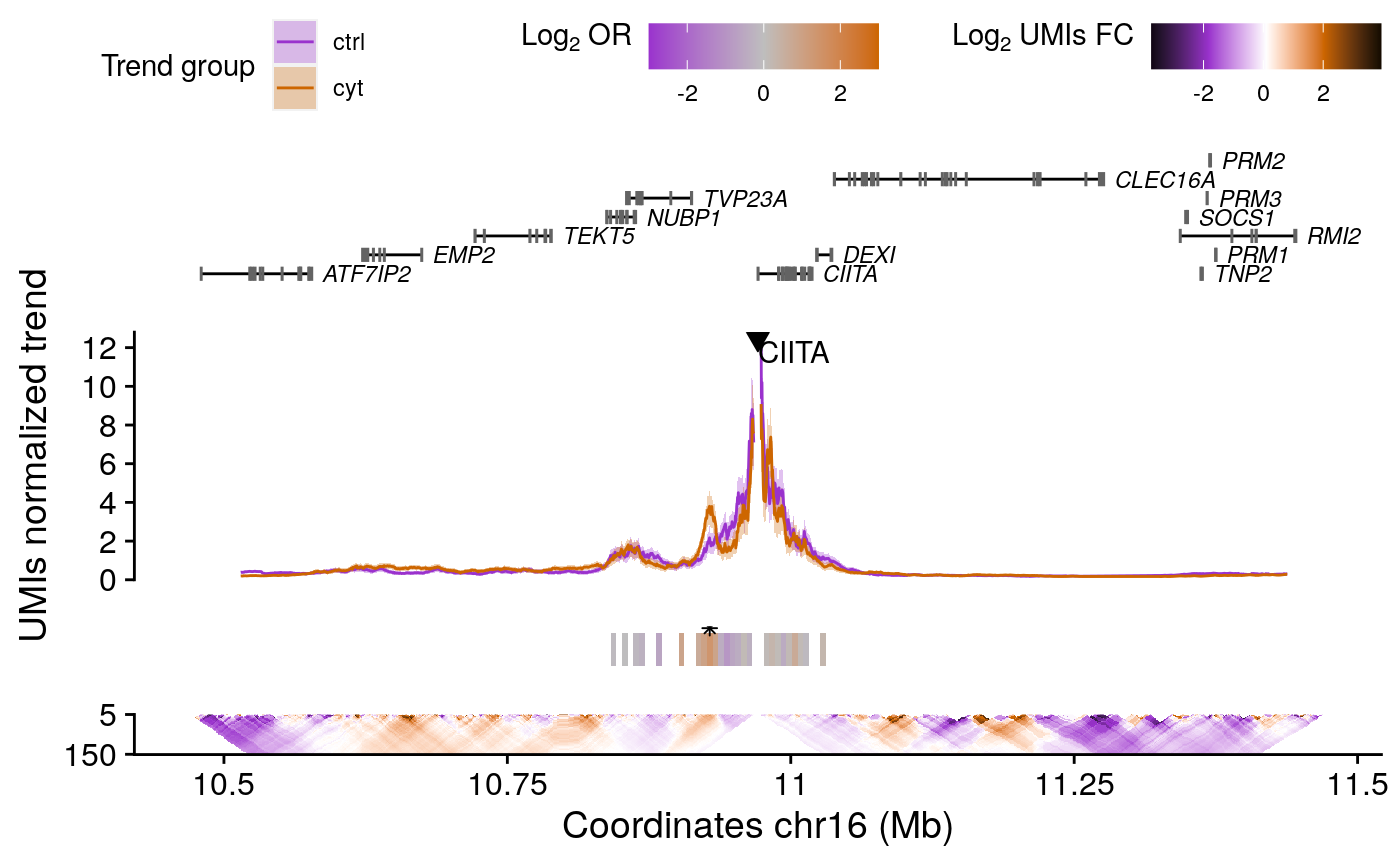 Trend group
ctrl
cyt
Log2 OR
-2 0 2
Log2 UMIs FC
-2 0 2
PRM2
CLEC16A
TVP23A
PRM3
NUBP1
SOCS1
TEKT5
RMI2
EMP2
DEXI
PRM1
ATF7IP2
CIITA
TNP2
UMIs normalized trend
12
10
8
6
4
2
0
CIITA
*
5
150
10.5 10.75 11 11.25 11.5
Coordinates chr16 (Mb)